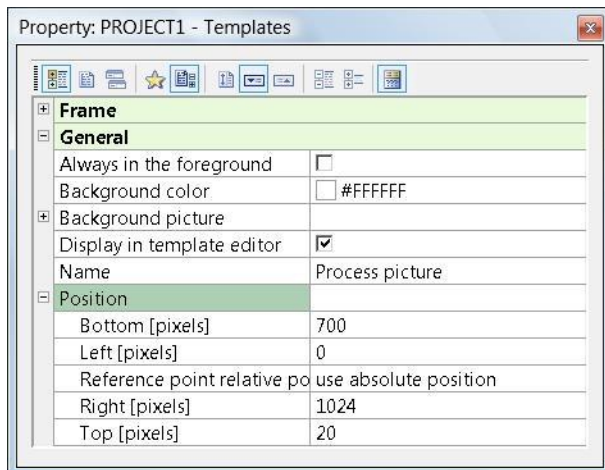 Property: PROJECT1 - Templates
Frame
General
Always in the foreground
Background color #FFFFFF
Background picture
Display in template editor
Name Process picture
Position
Bottom [pixels] 700
Left [pixels] 0
Reference point relative po use absolute position
Right [pixels] 1024
Top [pixels] 20